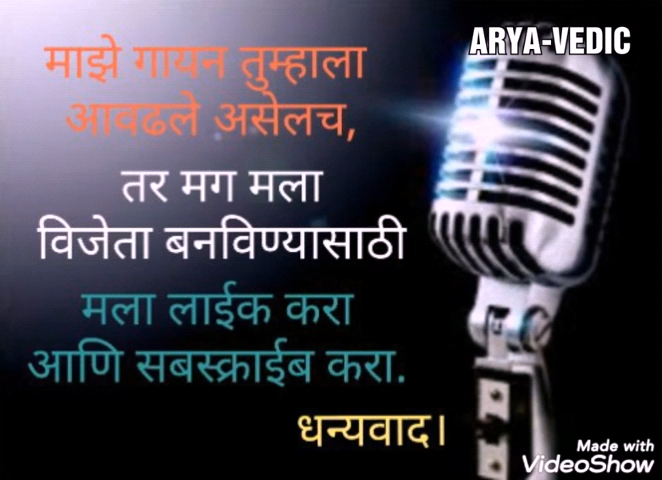 ARYA-VEDIC
माझे गायन तुम्हाला
आवढले असेलच,
तर मग मला
विजेता बनविण्यासाठी
मला लाईक करा
आणि सबस्क्राईब करा.
धन्यवाद।
Made with
VideoShow